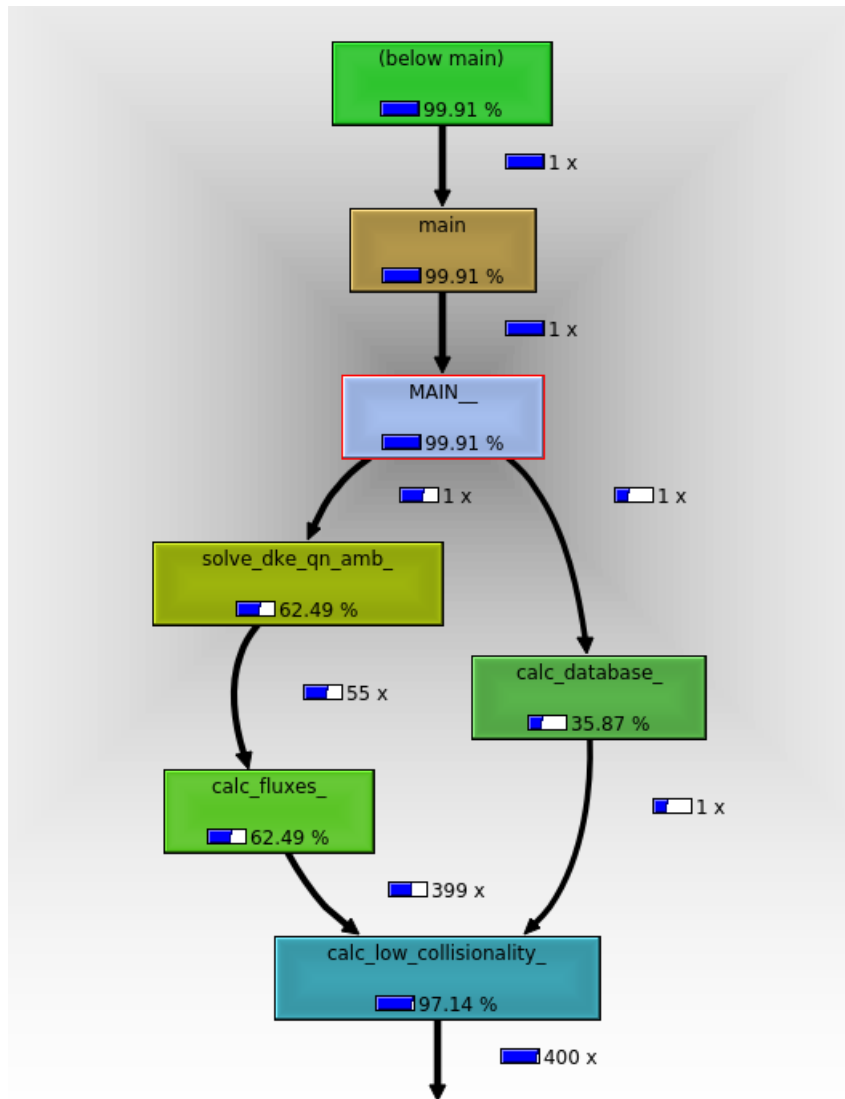 (below main)
99.91 %
1 x
main
99.91 %
1 x
MAIN__
99.91 %
1 x
1 x
solve_dke_qn_amb_
62.49 %
calc_database_
35.87 %
55 x
calc_fluxes_
62.49 %
1 x
399 x
calc_low_collisionality_
97.14 %
400 x